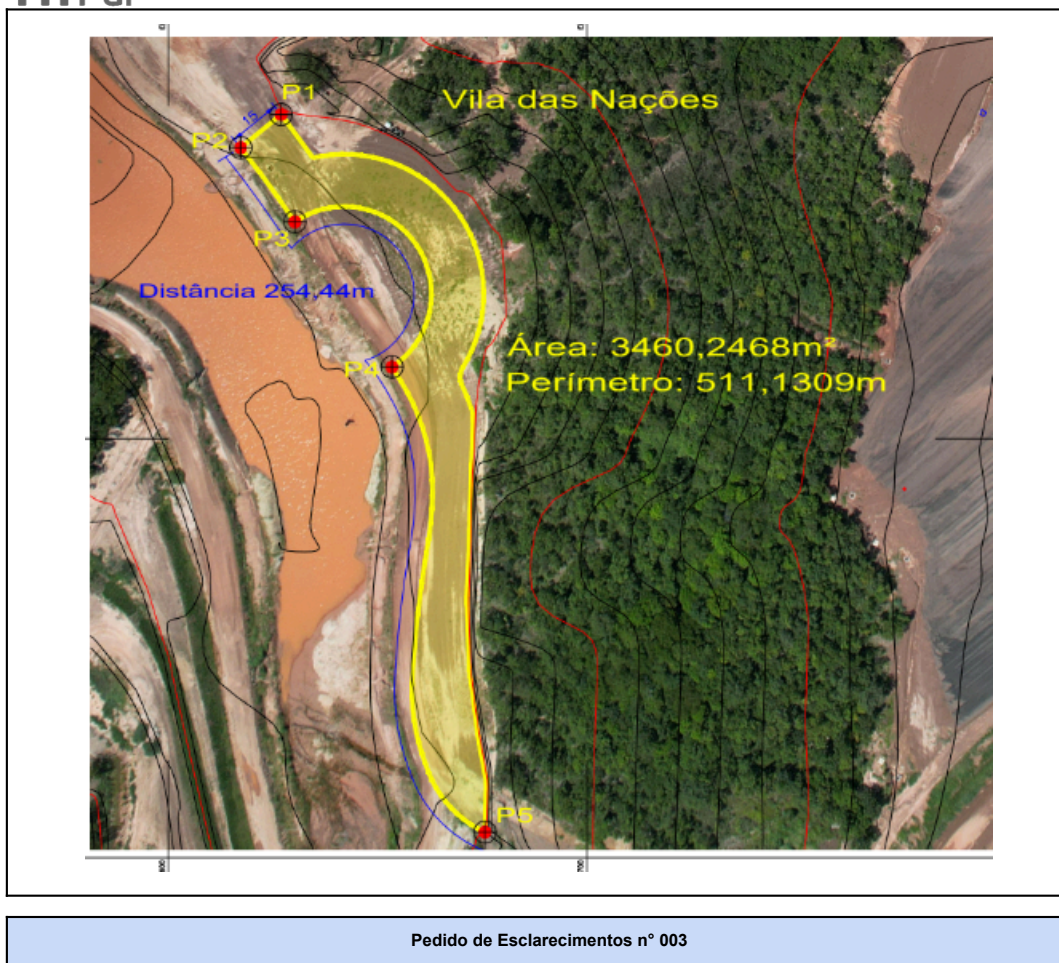 P1
Vila das Nações
15
P2
P3
Distância 254,44m
Área: 3460,2468m²
P4
Perímetro: 511,1309m
P5
Pedido de Esclarecimentos n° 003